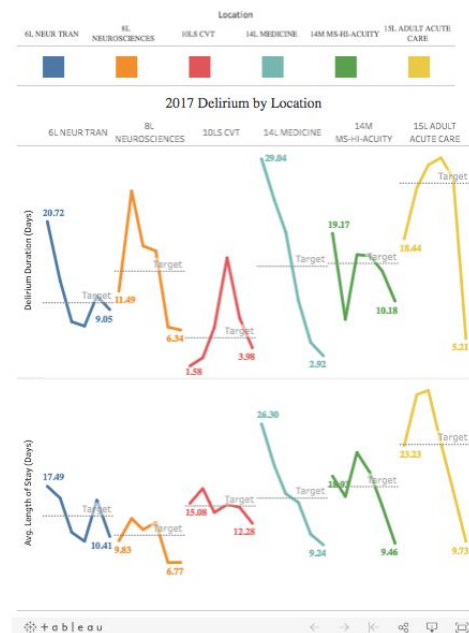 Location
6L NEUR TRAN
8L
NEUROSCIENCES
10LS CVT
14L MEDICINE
14M MS-HI-ACUITY
15L ADULT ACUTE
CARE
2017 Delirium by Location
6L NEUR TRAN
8L
NEUROSCIENCES
10LS CVT
14L MEDICINE
14M
MS-HI-ACUITY
15L ADULT
ACUTE CARE
Delirium Duration (Days)
20.72
Target
9.05
11.49
Target
6.34
1.58
Target
3.98
29.04
Target
2.92
19.17
Target
10.18
18.44
Target
5.21
Avg. Length of Stay (Days)
17.49
Target
10.41
9.83
Target
6.77
15.08
Target
12.28
26.30
Target
9.24
Target
9.46
23.23
Target
9.73
tableau